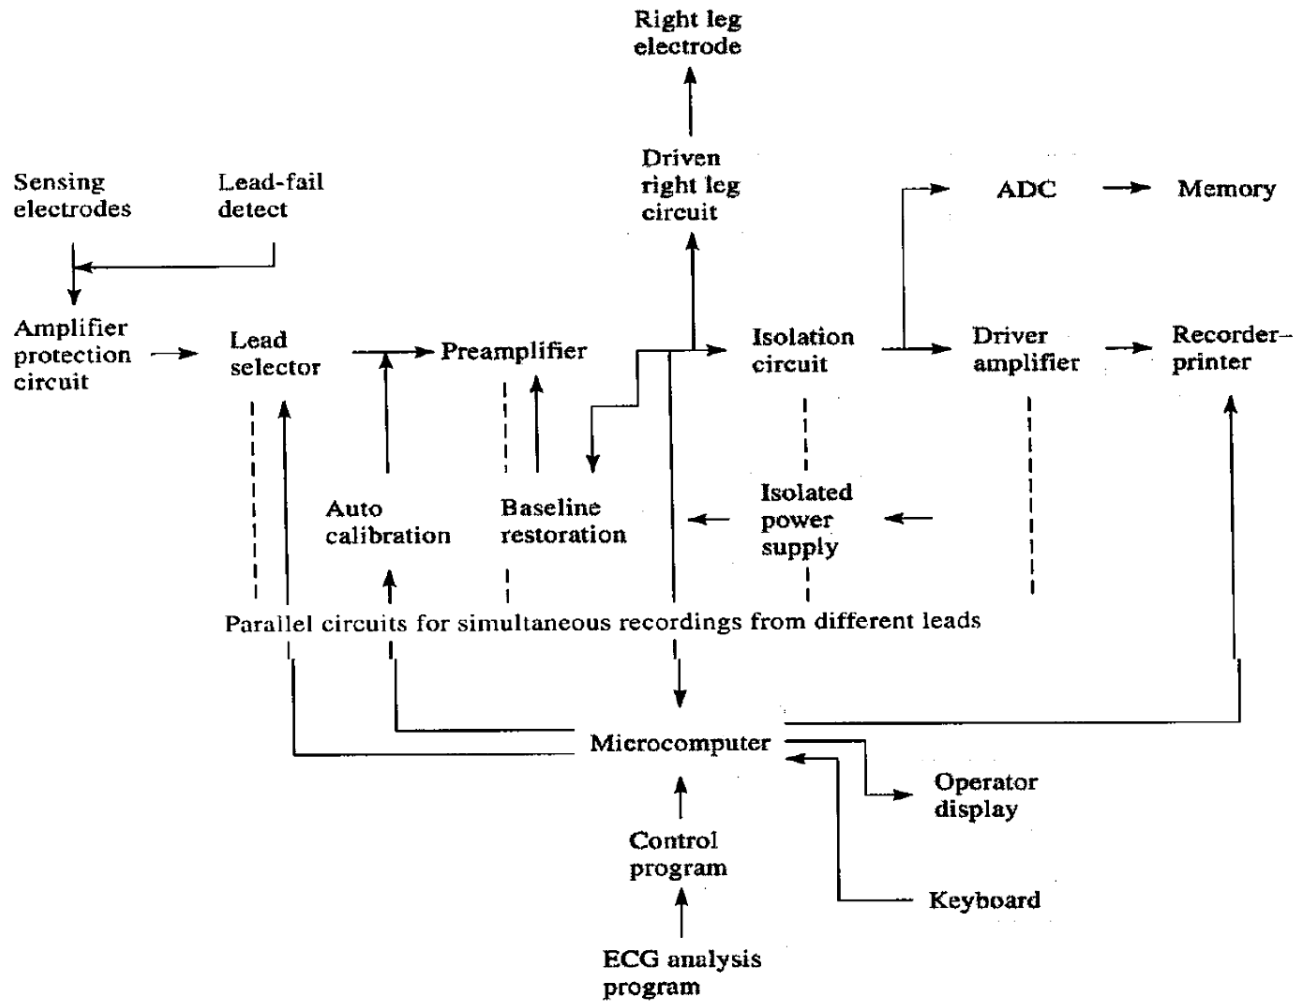 Right leg
electrode
Driven
right leg
circuit
Sensing
electrodes
Lead-fail
detect
ADC
Memory
Amplifier
protection
circuit
Lead
selector
Preamplifier
Isolation
circuit
Driver
amplifier
Recorder–
printer
Auto
calibration
Baseline
restoration
Isolated
power
supply
Parallel circuits for simultaneous recordings from different leads
Microcomputer
Operator
display
Control
program
Keyboard
ECG analysis
program